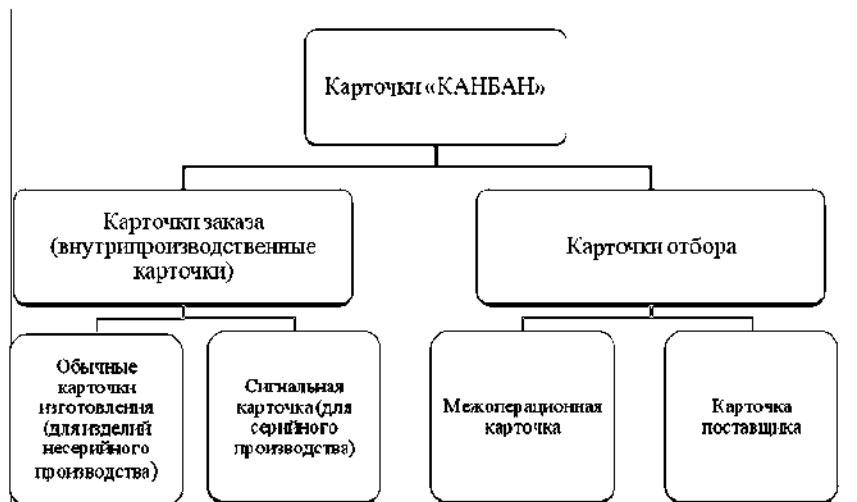 Карточки «КАНБАН»
Карточки заказа
(внутрипроизводственные
карточки)
Карточки отбора
Обычные
карточки
изготовления
(для изделий
несерийного
производства)
Сигнальная
карточка (для
серийного
производства)
Межоперационная
карточка
Карточка
поставщика